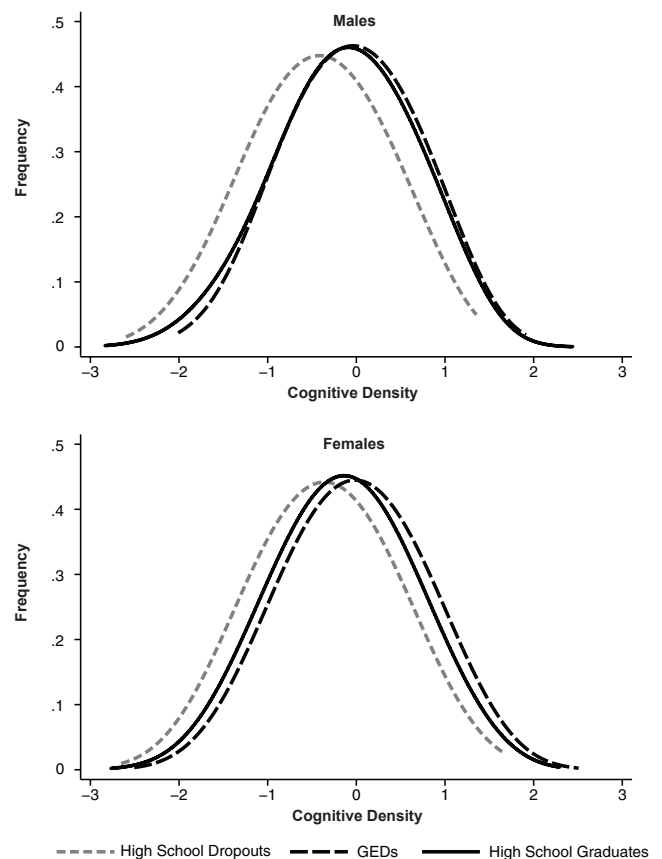 Males
.5
.4
.3
.2
.1
0
Frequency
−3 −2 −1 0 1 2 3
Cognitive Density
Females
.5
.4
.3
.2
.1
0
Frequency
−3 −2 −1 0 1 2 3
Cognitive Density
High School Dropouts GEDs High School Graduates